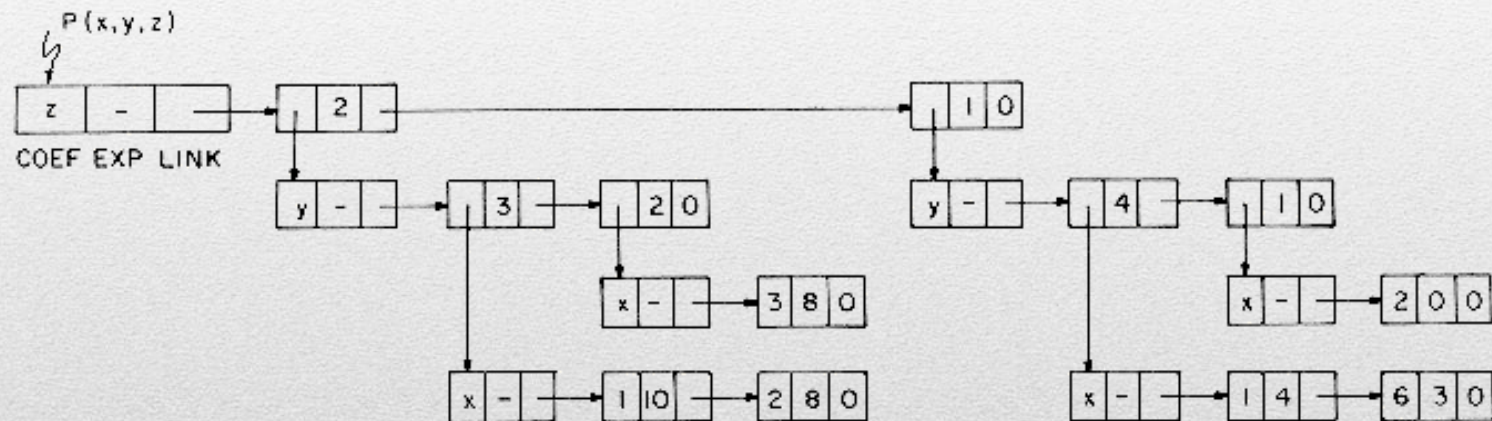 P(x,y,z)
z - 2 1 0
COEF EXP LINK
y - 3 2 0 y - 4 1 0
x - 3 8 0 x - 2 0 0
x - 1 10 2 8 0 x - 1 4 6 3 0